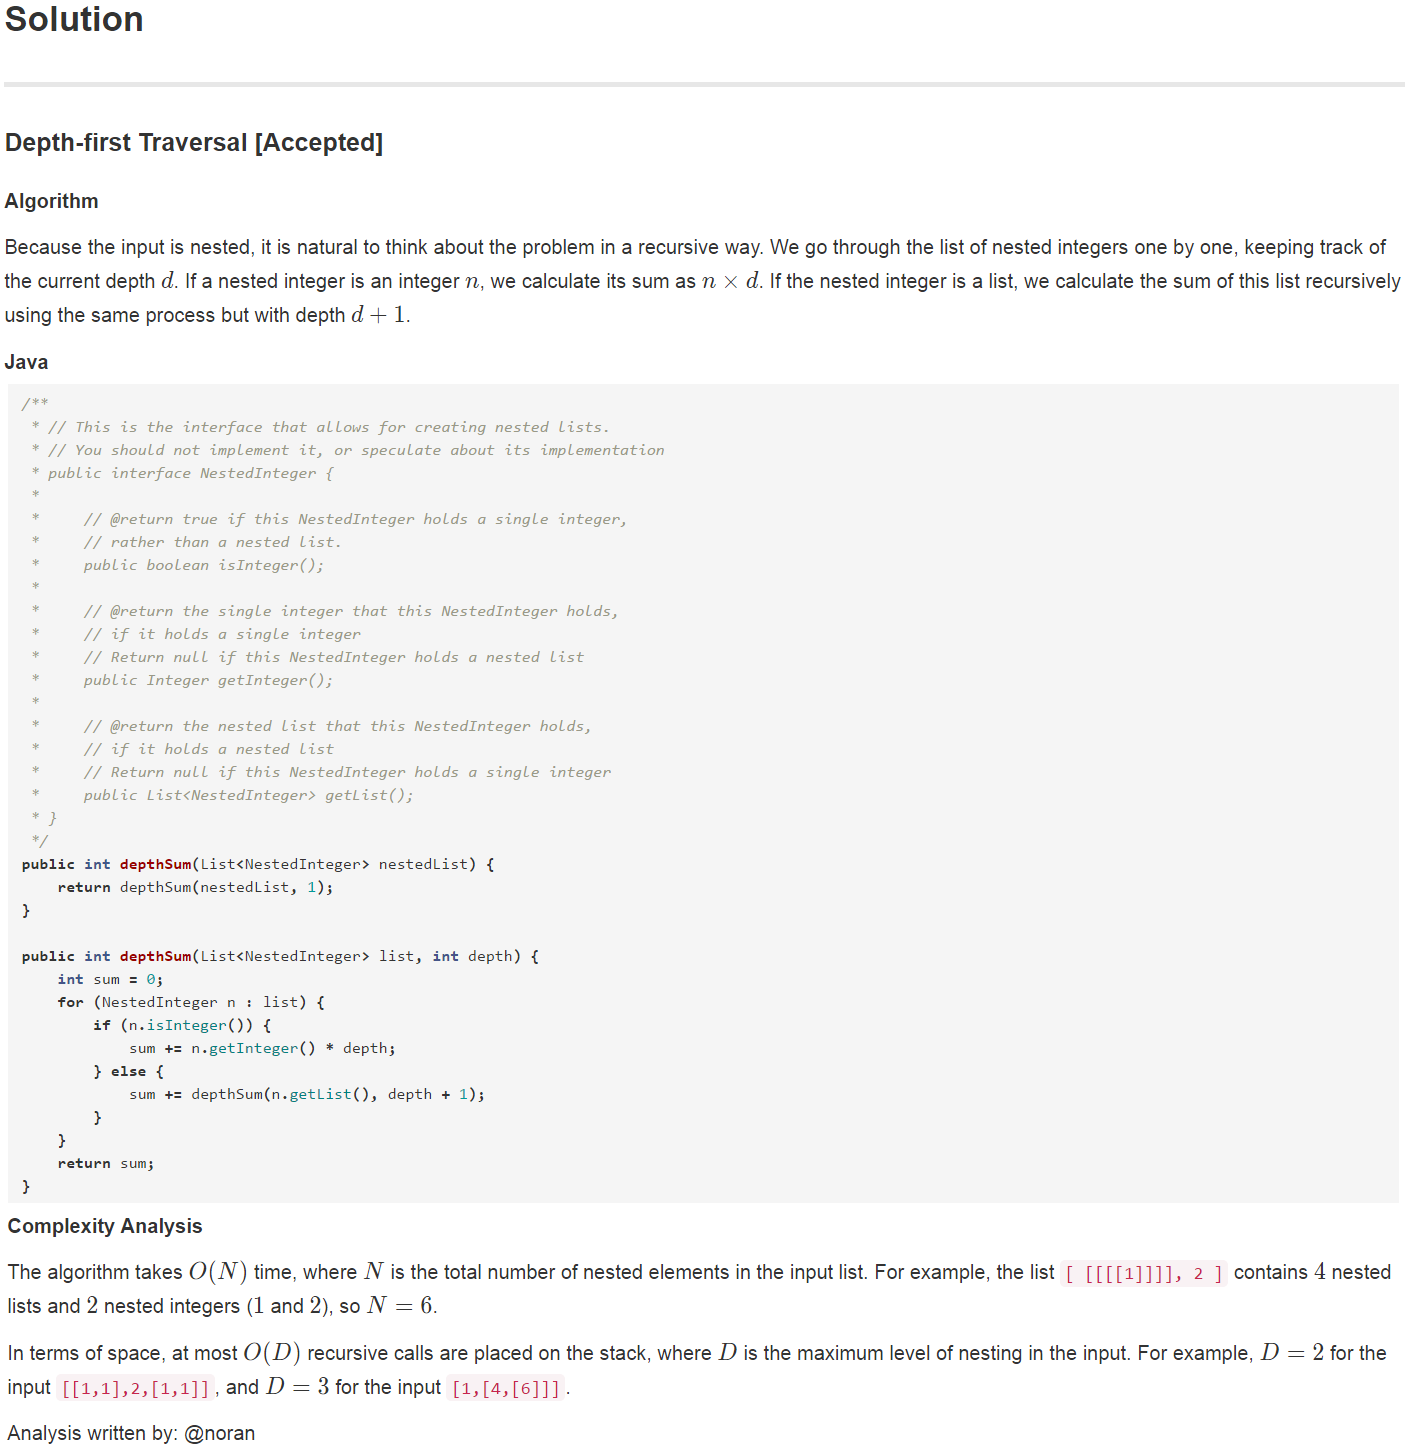 Solution
Depth-first Traversal [Accepted]
Algorithm
Because the input is nested, it is natural to think about the problem in a recursive way. We go through the list of nested integers one by one, keeping track of
the current depth d. If a nested integer is an integer n, we calculate its sum as n × d. If the nested integer is a list, we calculate the sum of this list recursively
using the same process but with depth d + 1.
Java
/**
 * // This is the interface that allows for creating nested lists.
 * // You should not implement it, or speculate about its implementation
 * public interface NestedInteger {
 *
 *     // @return true if this NestedInteger holds a single integer,
 *     // rather than a nested list.
 *     public boolean isInteger();
 *
 *     // @return the single integer that this NestedInteger holds,
 *     // if it holds a single integer
 *     // Return null if this NestedInteger holds a nested list
 *     public Integer getInteger();
 *
 *     // @return the nested list that this NestedInteger holds,
 *     // if it holds a nested list
 *     // Return null if this NestedInteger holds a single integer
 *     public List<NestedInteger> getList();
 * }
 */
public int depthSum(List<NestedInteger> nestedList) {
    return depthSum(nestedList, 1);
}
public int depthSum(List<NestedInteger> list, int depth) {
    int sum = 0;
    for (NestedInteger n : list) {
        if (n.isInteger()) {
            sum += n.getInteger() * depth;
        } else {
            sum += depthSum(n.getList(), depth + 1);
        }
    }
    return sum;
}
Complexity Analysis
The algorithm takes O(N) time, where N is the total number of nested elements in the input list. For example, the list [ [[[[1]]]], 2 ] contains 4 nested
lists and 2 nested integers (1 and 2), so N = 6.
In terms of space, at most O(D) recursive calls are placed on the stack, where D is the maximum level of nesting in the input. For example, D = 2 for the
input [[1,1],2,[1,1]], and D = 3 for the input [1,[4,[6]]].
Analysis written by: @noran